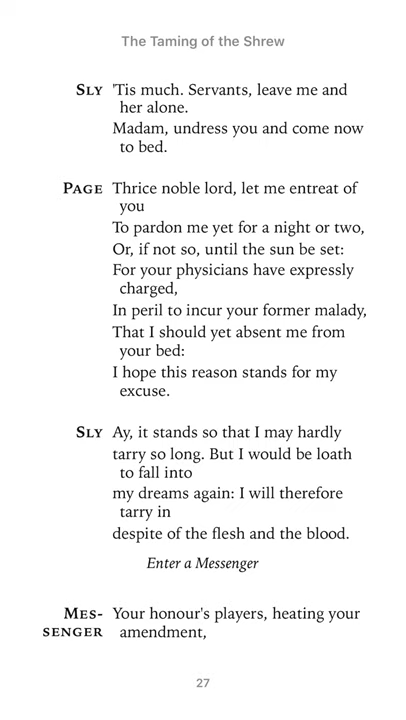 The Taming of the Shrew
SLY 'Tis much. Servants, leave me and
her alone.
Madam, undress you and come now
to bed.
PAGE Thrice noble lord, let me entreat of
you
To pardon me yet for a night or two,
Or, if not so, until the sun be set:
For your physicians have expressly
charged,
In peril to incur your former malady,
That I should yet absent me from
your bed:
I hope this reason stands for my
excuse.
SLY Ay, it stands so that I may hardly
tarry so long. But I would be loath
to fall into
my dreams again: I will therefore
tarry in
despite of the flesh and the blood.
Enter a Messenger
MES- Your honour's players, heating your
SENGER amendment,
27